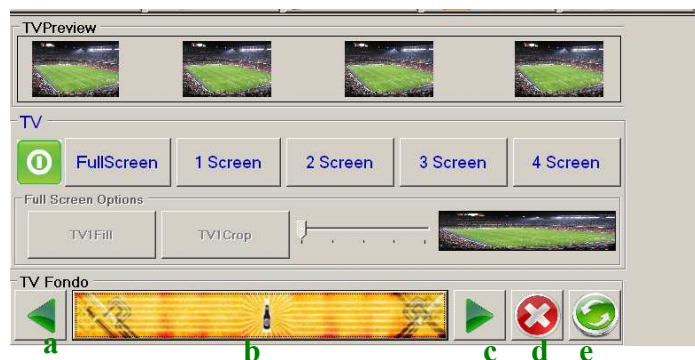 TVPreview
TV
FullScreen 1 Screen 2 Screen 3 Screen 4 Screen
Full Screen Options
TV1Fill TV1Crop
TV Fondo
a b c d e